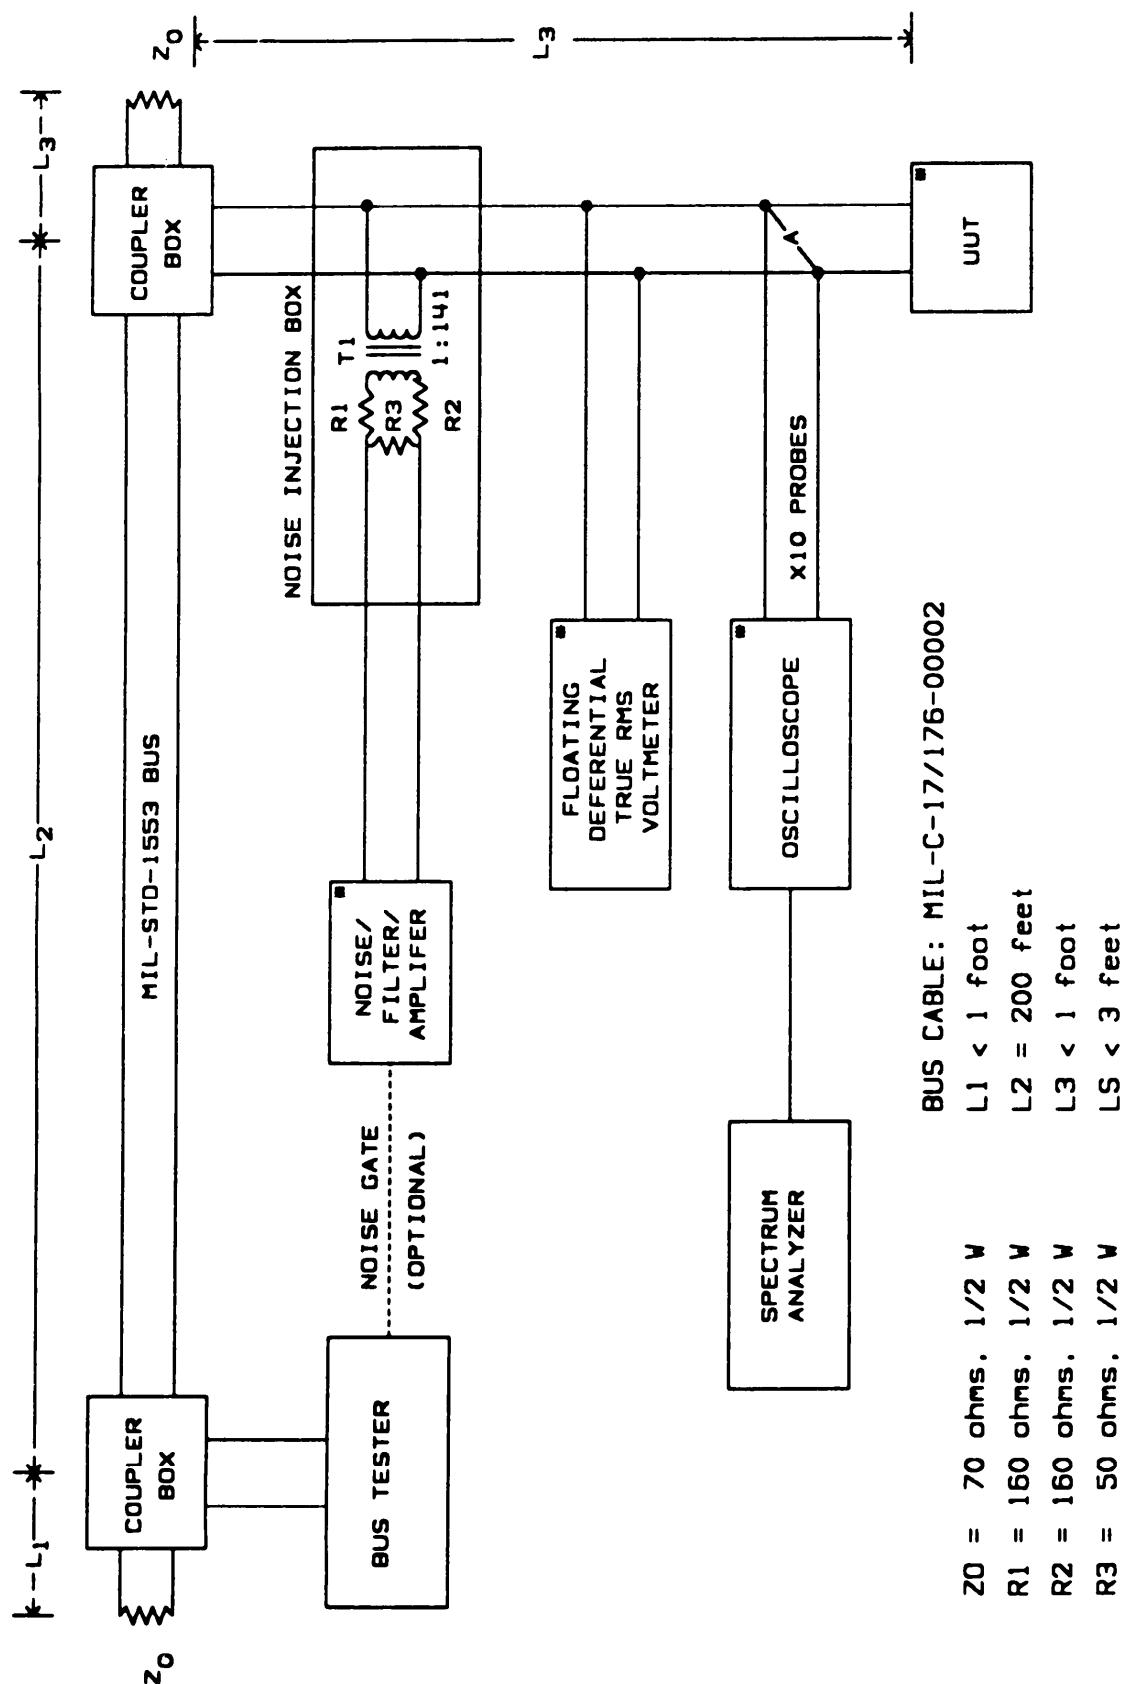 L1
L2
L3
Z0
Z0
L3
COUPLER
BOX
MIL-STD-1553 BUS
COUPLER
BOX
BUS TESTER
NOISE GATE
(OPTIONAL)
NOISE/
FILTER/
AMPLIFER
NOISE INJECTION BOX
R1
R3
R2
T1
1:141
FLOATING
DEFERENTIAL
TRUE RMS
VOLTMETER
SPECTRUM
ANALYZER
OSCILLOSCOPE
X10 PROBES
A
UUT
BUS CABLE: MIL-C-17/176-00002
Z0 = 70 ohms, 1/2 W L1 < 1 foot
R1 = 160 ohms, 1/2 W L2 = 200 feet
R2 = 160 ohms, 1/2 W L3 < 1 foot
R3 = 50 ohms, 1/2 W LS < 3 feet